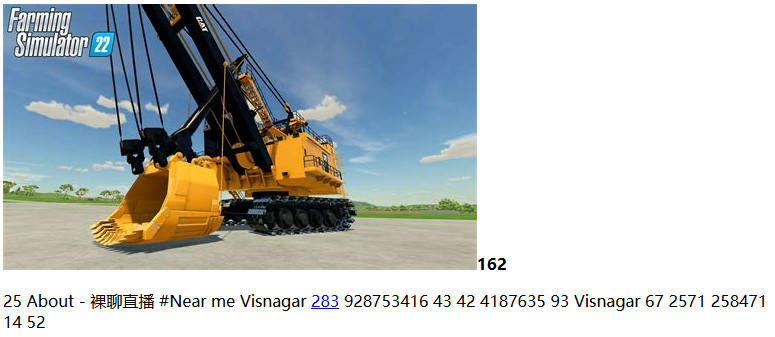 Farming
Simulator 22
CAT
162
25 About - 裸聊直播 #Near me Visnagar 283 928753416 43 42 4187635 93 Visnagar 67 2571 258471
14 52